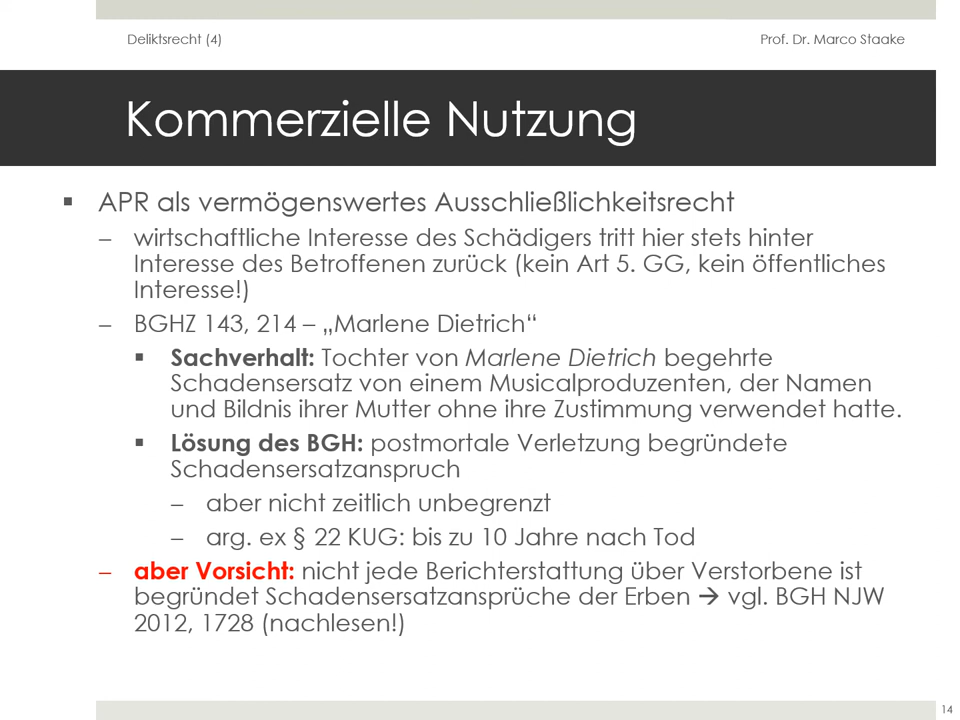 Deliktsrecht (4)
Prof. Dr. Marco Staake
Kommerzielle Nutzung
▪ APR als vermögenswertes Ausschließlichkeitsrecht
– wirtschaftliche Interesse des Schädigers tritt hier stets hinter
Interesse des Betroffenen zurück (kein Art 5. GG, kein öffentliches
Interesse!)
– BGHZ 143, 214 – „Marlene Dietrich“
▪ Sachverhalt: Tochter von Marlene Dietrich begehrte
Schadensersatz von einem Musicalproduzenten, der Namen
und Bildnis ihrer Mutter ohne ihre Zustimmung verwendet hatte.
▪ Lösung des BGH: postmortale Verletzung begründete
Schadensersatzanspruch
– aber nicht zeitlich unbegrenzt
– arg. ex § 22 KUG: bis zu 10 Jahre nach Tod
– aber Vorsicht: nicht jede Berichterstattung über Verstorbene ist
begründet Schadensersatzansprüche der Erben → vgl. BGH NJW
2012, 1728 (nachlesen!)
14